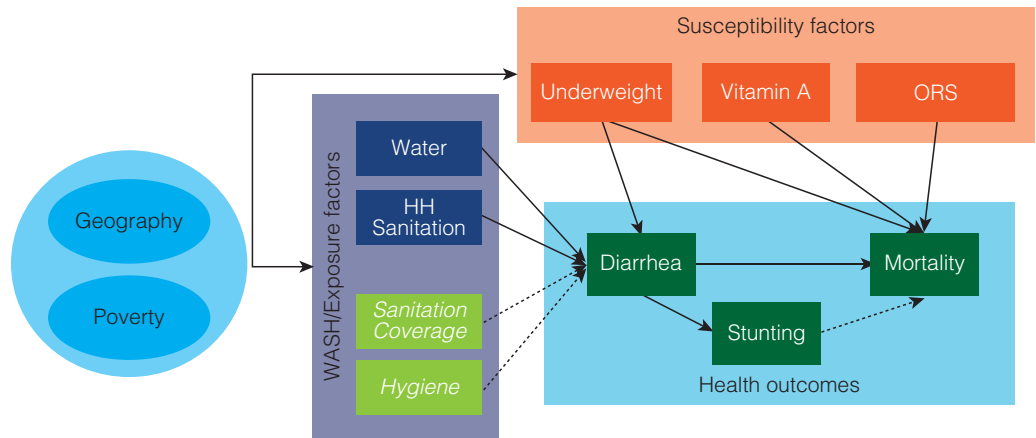 Susceptibility factors
Underweight
Vitamin A
ORS
WASH/Exposure factors
Water
HH
Sanitation
Sanitation
Coverage
Hygiene
Geography
Poverty
Diarrhea
Mortality
Stunting
Health outcomes